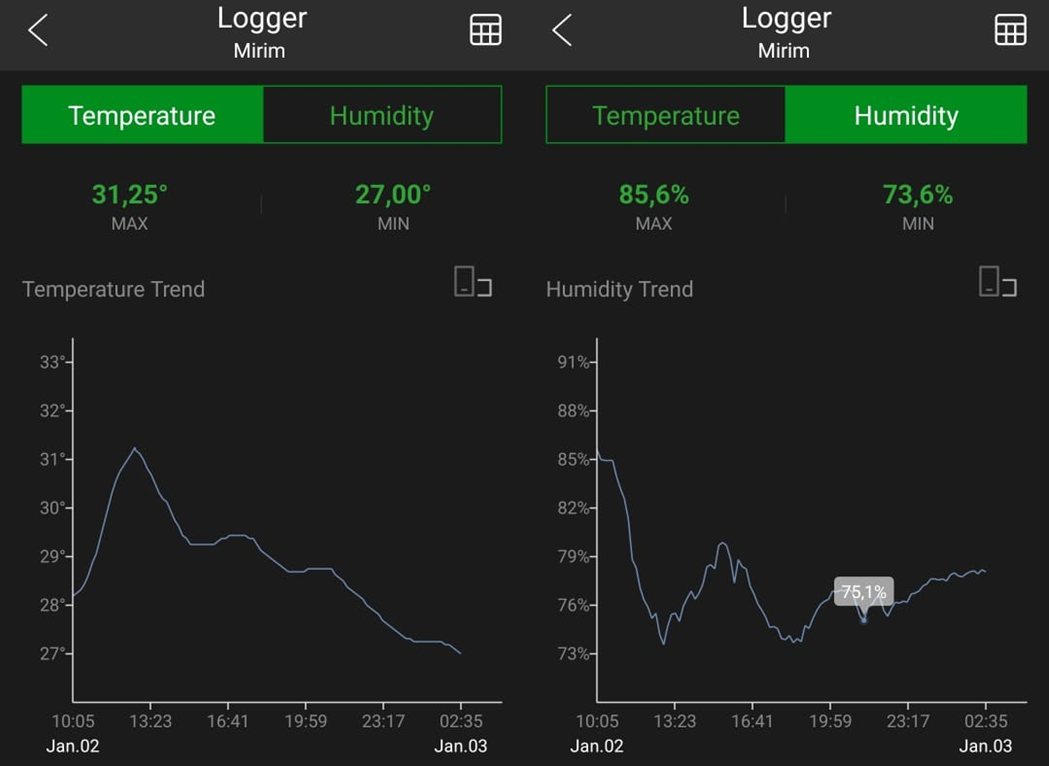 Logger
Mirim
Temperature
Humidity
31,25°
27,00°
MAX
MIN
Temperature Trend
33°
32°
31°
30°
29°
28°
27°
10:05
13:23
16:41
19:59
23:17
02:35
Jan.02
Jan.03
Logger
Mirim
Temperature
Humidity
85,6%
73,6%
MAX
MIN
Humidity Trend
91%
88%
85%
82%
79%
76%
73%
75,1%
10:05
13:23
16:41
19:59
23:17
02:35
Jan.02
Jan.03